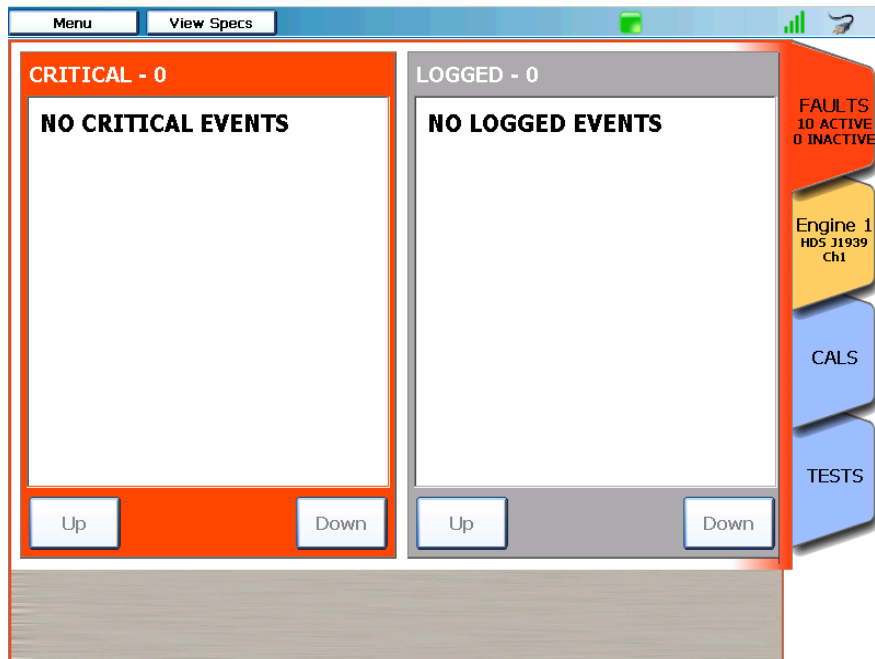 Menu
View Specs
CRITICAL - 0
NO CRITICAL EVENTS
Up
Down
LOGGED - 0
NO LOGGED EVENTS
Up
Down
FAULTS
10 ACTIVE
0 INACTIVE
Engine 1
HDS J1939
Ch1
CALS
TESTS